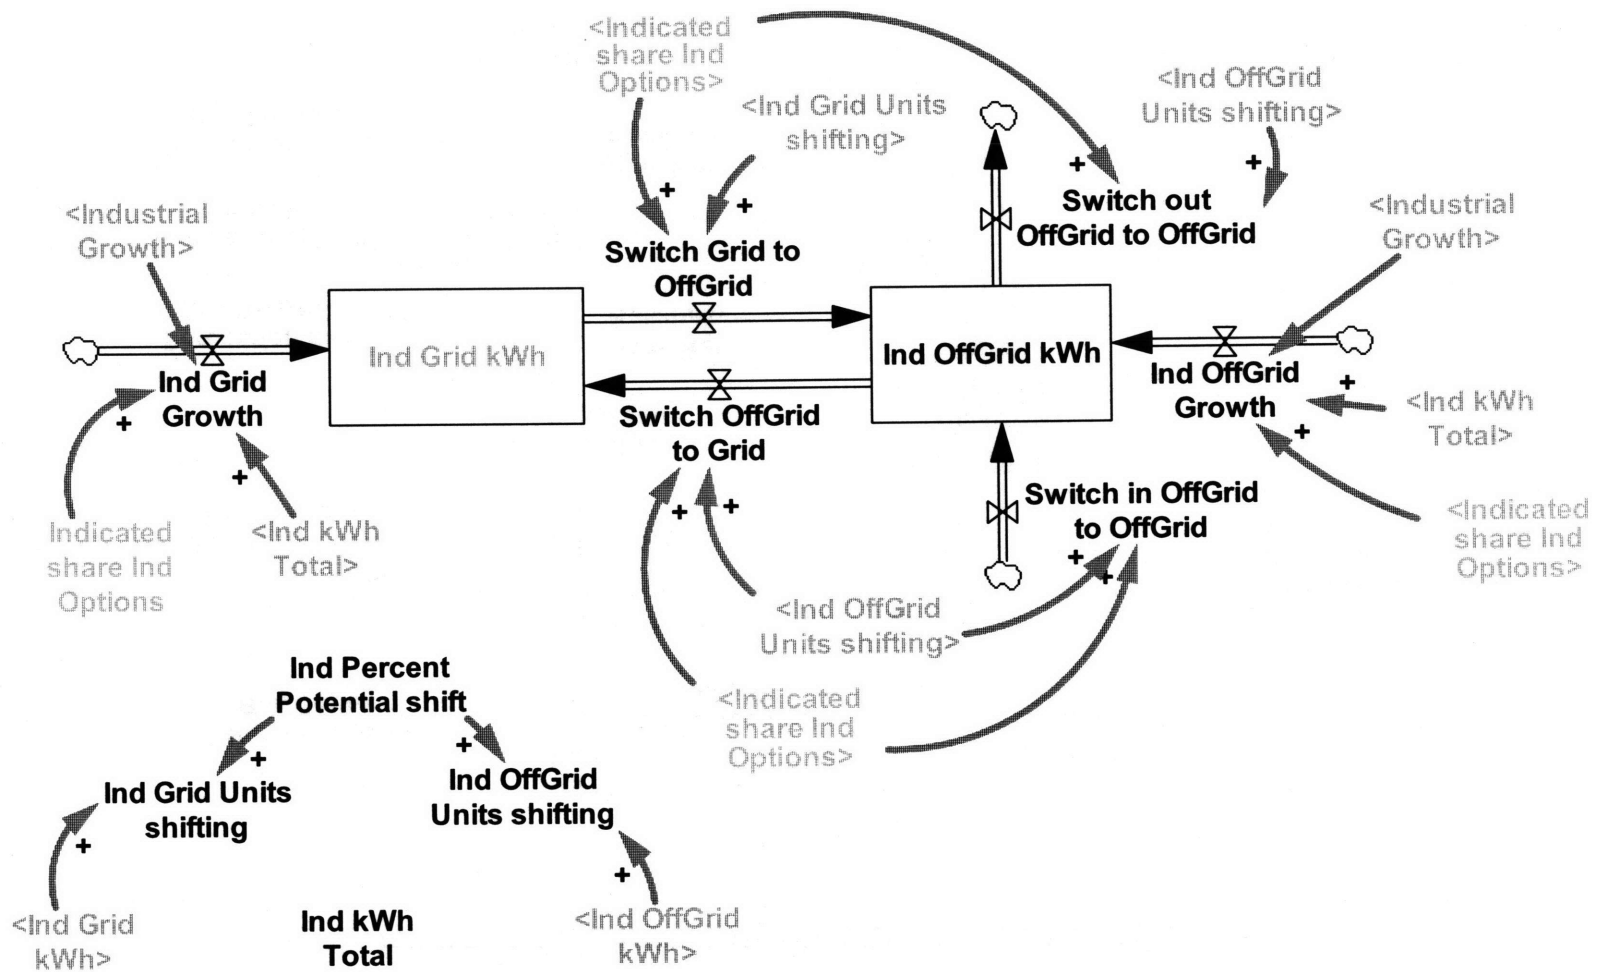 <Indicated
share Ind
Options>
<Ind Grid Units
shifting>
<Ind OffGrid
Units shifting>
+
+
+
+
Switch out
OffGrid to OffGrid
<Industrial
Growth>
<Industrial
Growth>
Switch Grid to
OffGrid
Ind Grid kWh
Ind OffGrid kWh
Ind Grid
Growth
+
+
Switch OffGrid
to Grid
+
+
Ind OffGrid
Growth
+
+
<Ind kWh
Total>
Indicated
share Ind
Options
<Ind kWh
Total>
Switch in OffGrid
to OffGrid
+
+
<Indicated
share Ind
Options>
<Ind OffGrid
Units shifting>
<Indicated
share Ind
Options>
Ind Percent
Potential shift
+
+
Ind Grid Units
shifting
Ind OffGrid
Units shifting
+
+
<Ind Grid
kWh>
Ind kWh
Total
<Ind OffGrid
kWh>